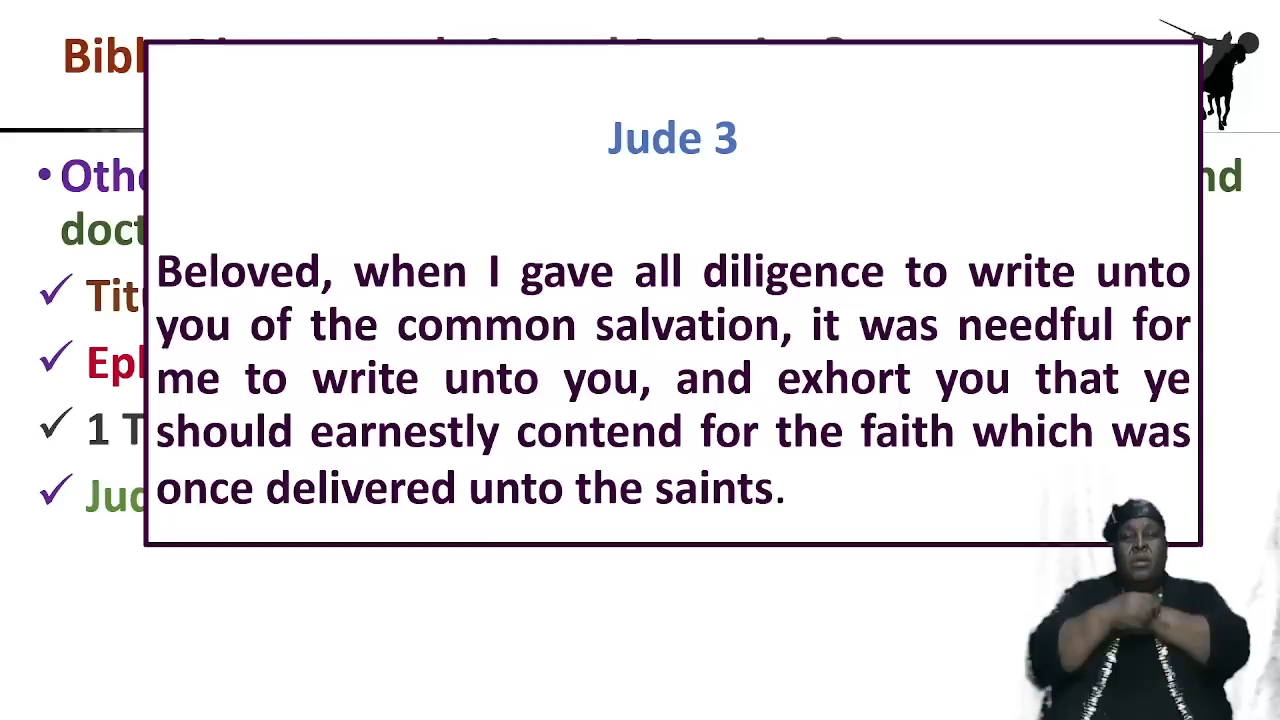 Bibl
Jude 3
Othe nd
doct
Beloved, when I gave all diligence to write unto
you of the common salvation, it was needful for
me to write unto you, and exhort you that ye
should earnestly contend for the faith which was
once delivered unto the saints.
Tit
Eph
1 T
Jud